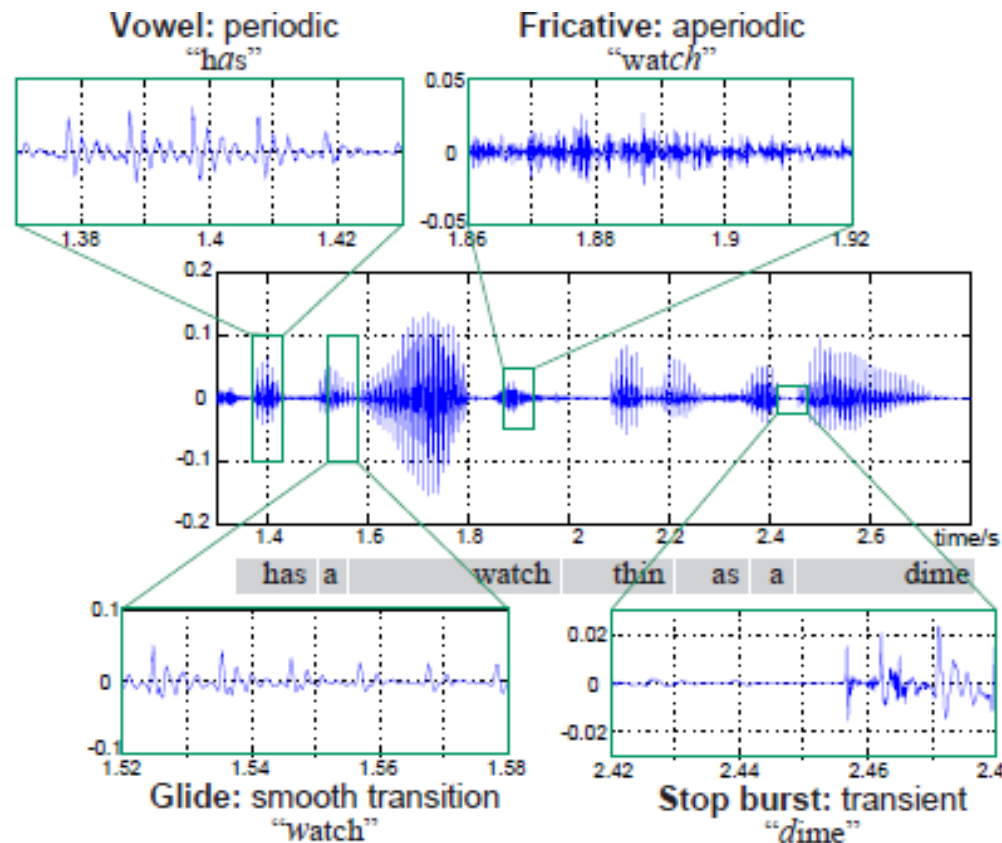 Vowel: periodic
“has”
Fricative: aperiodic
“watch”
0.05
0
-0.05
1.38 1.4 1.42
1.86 1.88 1.9 1.92
0.2
0.1
0
-0.1
-0.2
1.4 1.6 1.8 2 2.2 2.4 2.6 time/s
has a watch thin as a dime
0.1
0
-0.1
1.52 1.54 1.56 1.58
0.02
0
-0.02
2.42 2.44 2.46 2.4
Glide: smooth transition
“watch”
Stop burst: transient
“dime”